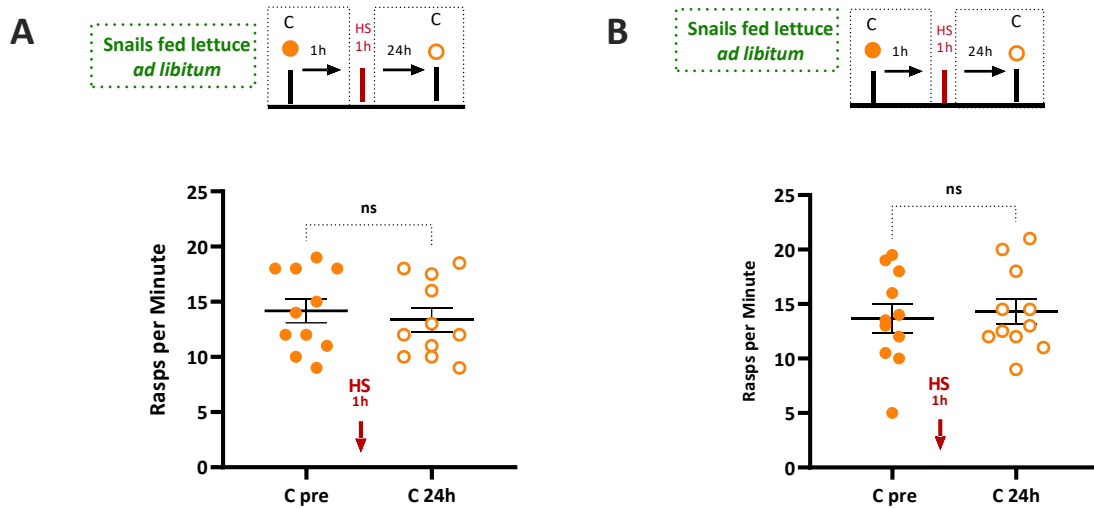 A
Snails fed lettuce
ad libitum
C
1h
HS
1h
24h
C
25
20
15
10
5
0
Rasps per Minute
ns
HS
1h
C pre
C 24h
B
Snails fed lettuce
ad libitum
C
1h
HS
1h
24h
C
25
20
15
10
5
0
Rasps per Minute
ns
HS
1h
C pre
C 24h